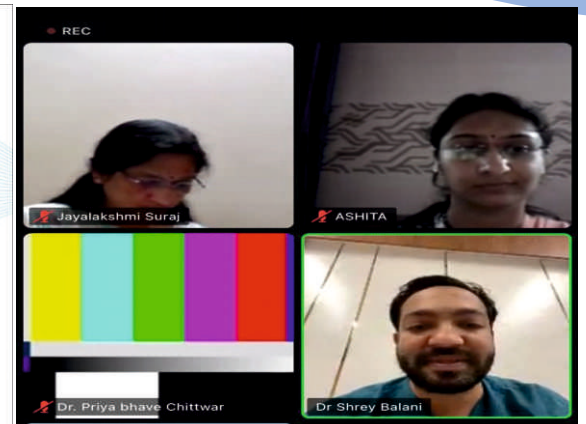 REC
Jayalakshmi Suraj
ASHITA
Dr. Priya bhave Chittwar
Dr Shrey Balani